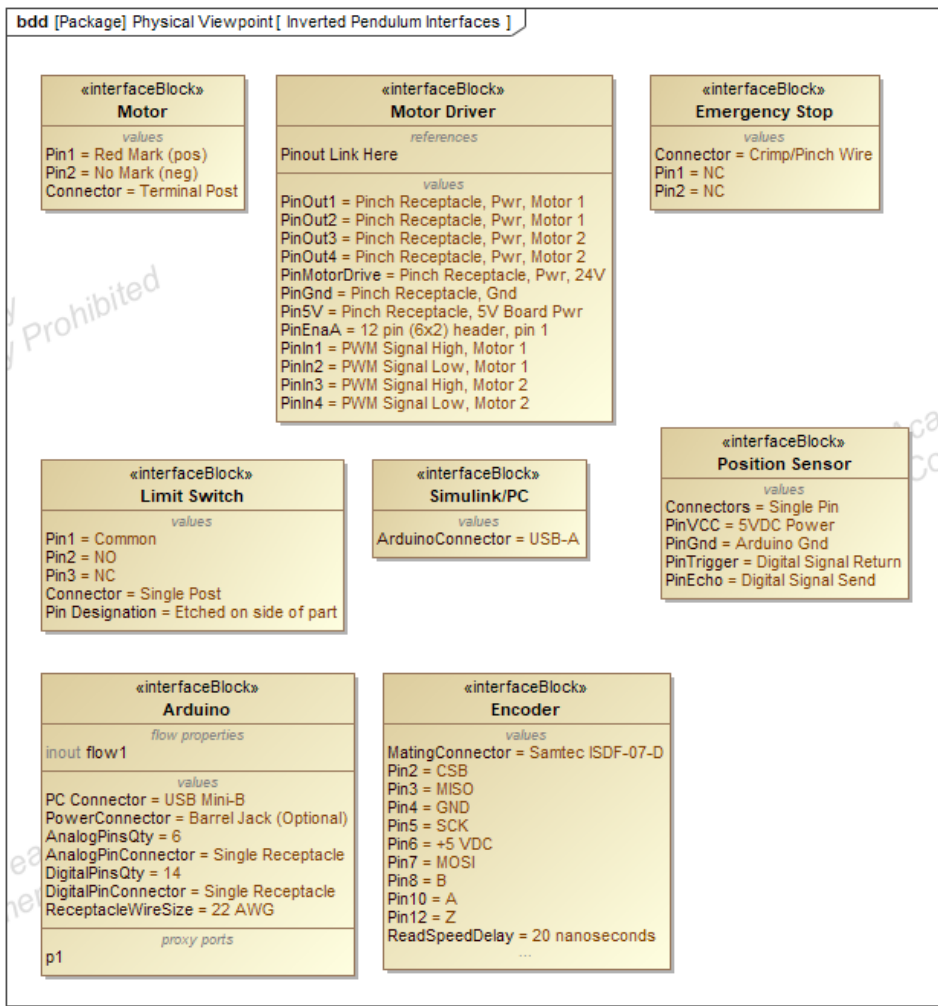 bdd [Package] Physical Viewpoint [ Inverted Pendulum Interfaces ]
«interfaceBlock»
Motor
values
Pin1 = Red Mark (pos)
Pin2 = No Mark (neg)
Connector = Terminal Post
«interfaceBlock»
Motor Driver
references
Pinout Link Here
values
PinOut1 = Pinch Receptacle, Pwr, Motor 1
PinOut2 = Pinch Receptacle, Pwr, Motor 1
PinOut3 = Pinch Receptacle, Pwr, Motor 2
PinOut4 = Pinch Receptacle, Pwr, Motor 2
PinMotorDrive = Pinch Receptacle, Pwr, 24V
PinGnd = Pinch Receptacle, Gnd
Pin5V = Pinch Receptacle, 5V Board Pwr
PinEnaA = 12 pin (6x2) header, pin 1
PinIn1 = PWM Signal High, Motor 1
PinIn2 = PWM Signal Low, Motor 1
PinIn3 = PWM Signal High, Motor 2
PinIn4 = PWM Signal Low, Motor 2
«interfaceBlock»
Emergency Stop
values
Connector = Crimp/Pinch Wire
Pin1 = NC
Pin2 = NC
Prohibited
«interfaceBlock»
Limit Switch
values
Pin1 = Common
Pin2 = NO
Pin3 = NC
Connector = Single Post
Pin Designation = Etched on side of part
«interfaceBlock»
Simulink/PC
values
ArduinoConnector = USB-A
«interfaceBlock»
Position Sensor
values
Connectors = Single Pin
PinVCC = 5VDC Power
PinGnd = Arduino Gnd
PinTrigger = Digital Signal Return
PinEcho = Digital Signal Send
«interfaceBlock»
Arduino
flow properties
inout flow1
values
PC Connector = USB Mini-B
PowerConnector = Barrel Jack (Optional)
AnalogPinsQty = 6
AnalogPinConnector = Single Receptacle
DigitalPinsQty = 14
DigitalPinConnector = Single Receptacle
ReceptacleWireSize = 22 AWG
proxy ports
p1
«interfaceBlock»
Encoder
values
MatingConnector = Samtec ISDF-07-D
Pin2 = CSB
Pin3 = MISO
Pin4 = GND
Pin5 = SCK
Pin6 = +5 VDC
Pin7 = MOSI
Pin8 = B
Pin10 = A
Pin12 = Z
ReadSpeedDelay = 20 nanoseconds
...